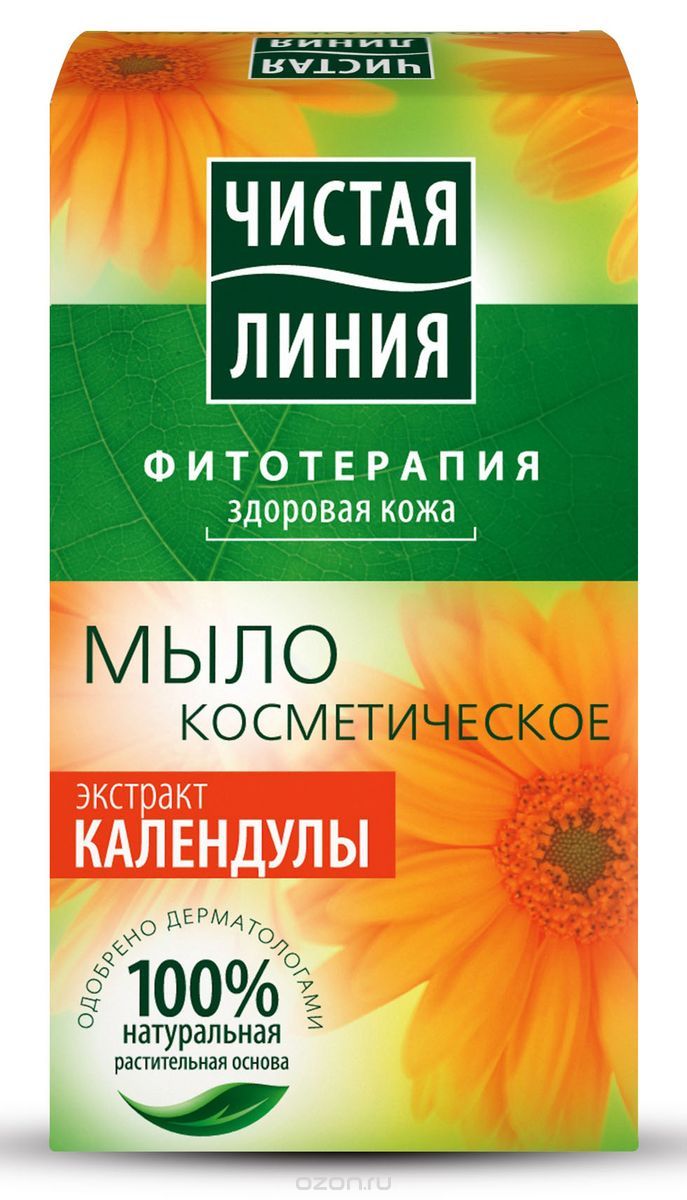 ЧИСТАЯ
ЛИНИЯ
ЧИСТАЯ
ЛИНИЯ
ФИТОТЕРАПИЯ
здоровая кожа
МЫЛО
КОСМЕТИЧЕСКОЕ
экстракт
КАЛЕНДУЛЫ
ОДОБРЕНО ДЕРМАТОЛОГАМИ
100%
натуральная
растительная основа
ozon.ru